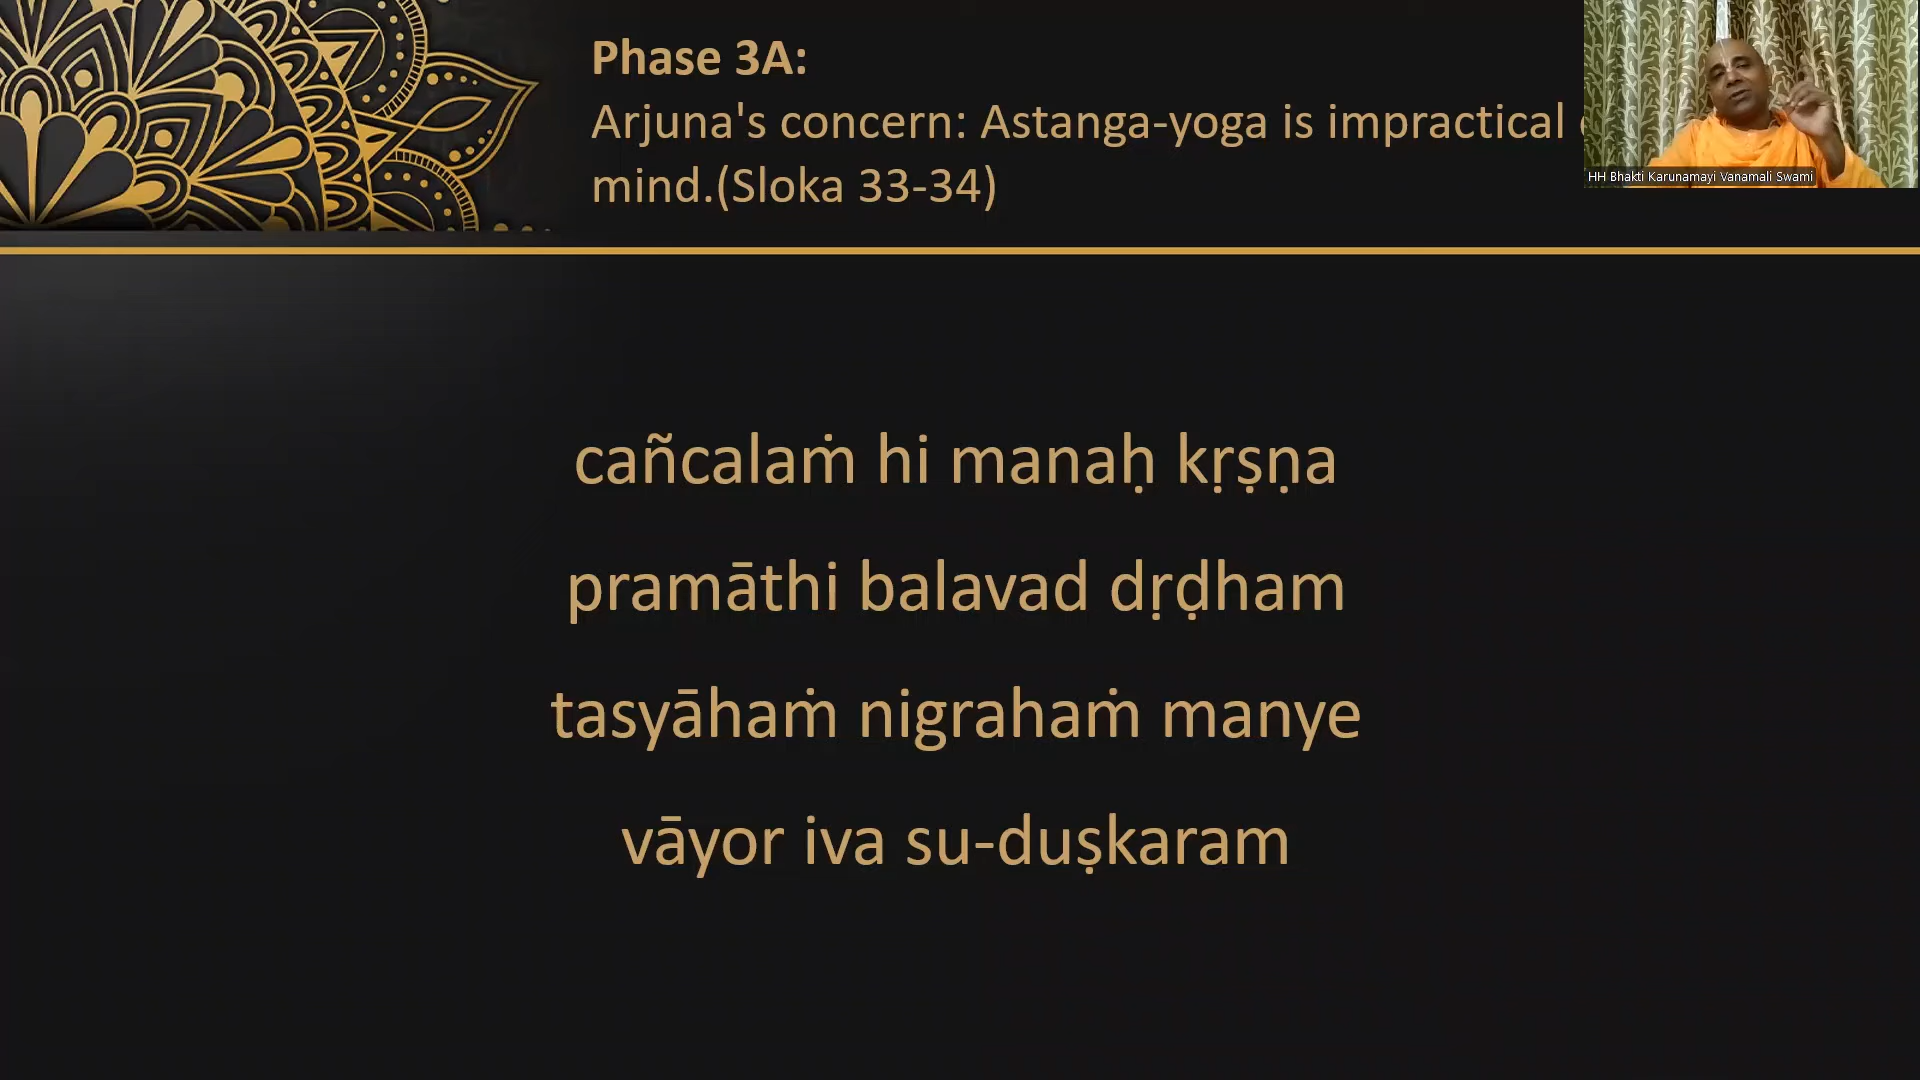 Phase 3A:
Arjuna's concern: Astanga-yoga is impractical
mind.(Sloka 33-34)
HH Bhakti Karunamayi Vanamali Swami
cañcalaṁ hi manaḥ kṛṣṇa
pramāthi balavad dṛḍham
tasyāhaṁ nigrahaṁ manye
vāyor iva su-duṣkaram